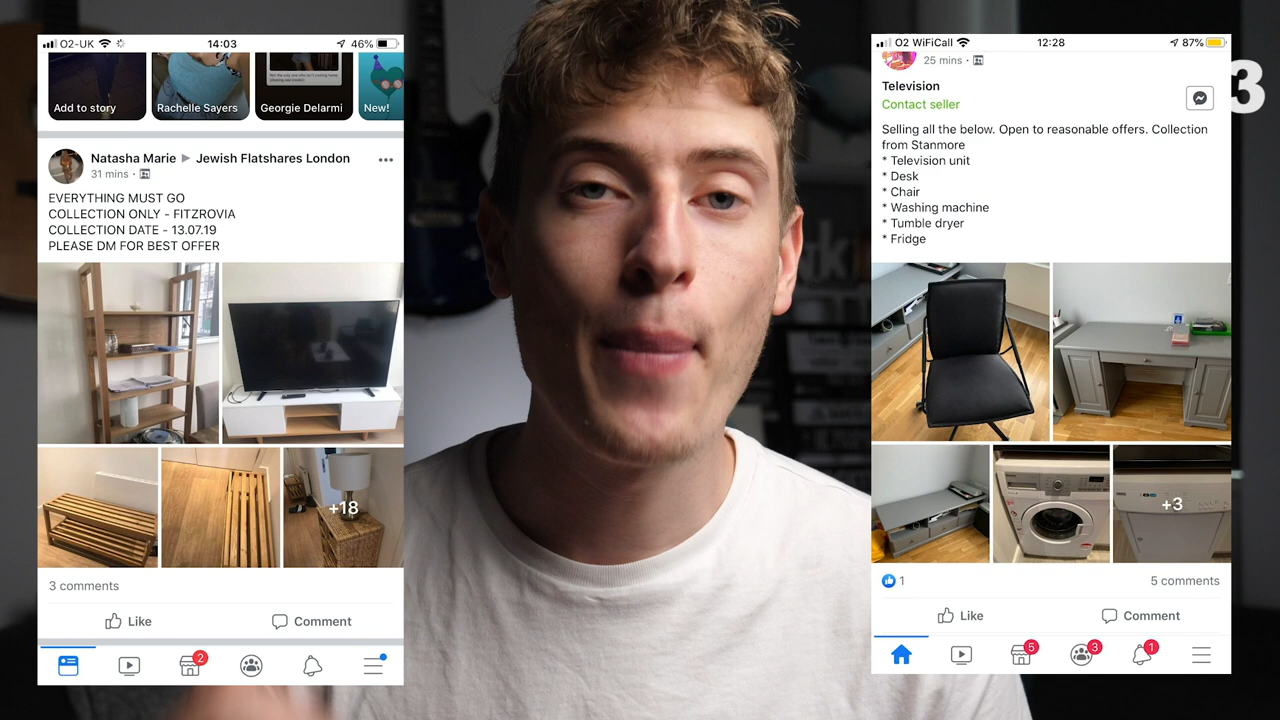 O2-UK 14:03 46%
Add to story
Rachelle Sayers
Georgie Delarmi
New!
Natasha Marie ▶ Jewish Flatshares London
31 mins ·
EVERYTHING MUST GO
COLLECTION ONLY - FITZROVIA
COLLECTION DATE - 13.07.19
PLEASE DM FOR BEST OFFER
+18
3 comments
Like Comment
2
O2 WiFiCall 12:28 87%
25 mins ·
Television
Contact seller
Selling all the below. Open to reasonable offers. Collection
from Stanmore
* Television unit
* Desk
* Chair
* Washing machine
* Tumble dryer
* Fridge
+3
1 5 comments
Like Comment
5 3 1
3